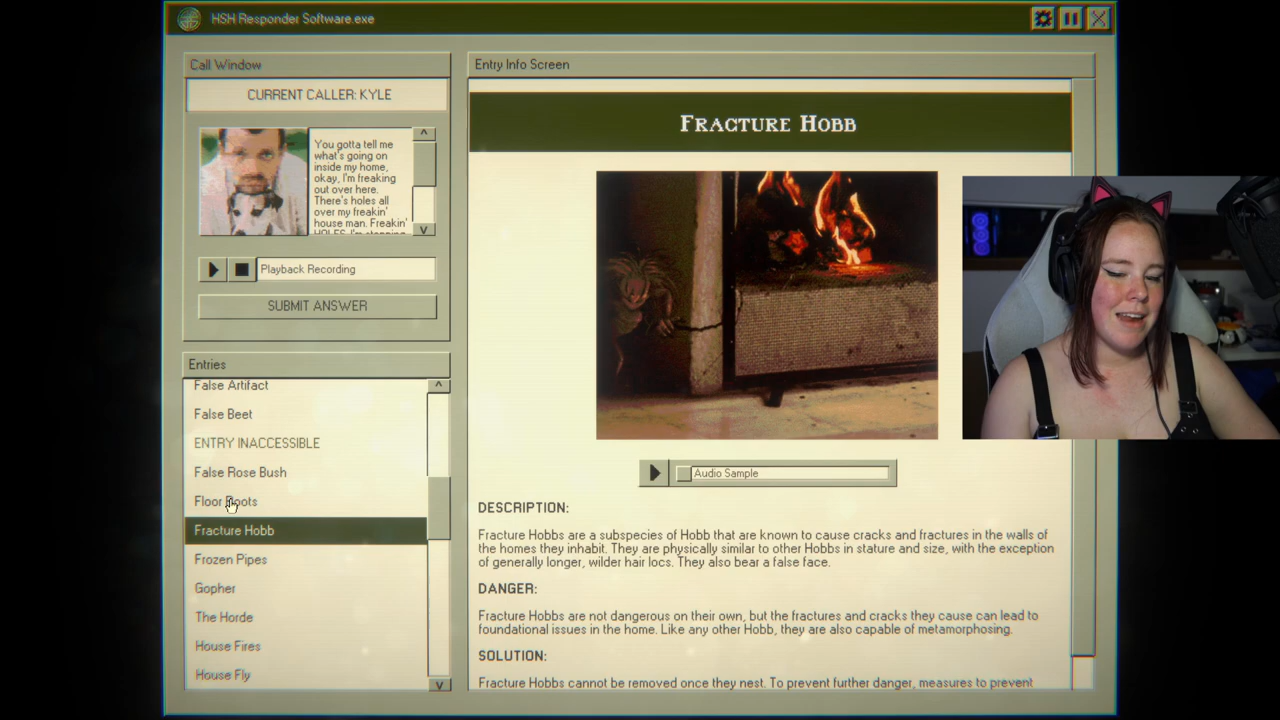 HSH Responder Software.exe
Call Window
CURRENT CALLER: KYLE
You gotta tell me
what's going on
inside my home,
okay, I'm freaking
out over here.
There's holes all
over my freakin'
house man. Freakin'
HOLES. I'm
Playback Recording
SUBMIT ANSWER
Entries
False Artifact
False Beet
ENTRY INACCESSIBLE
False Rose Bush
Floor Roots
Fracture Hobb
Frozen Pipes
Gopher
The Horde
House Fires
House Fly
Entry Info Screen
FRACTURE HOBB
Audio Sample
DESCRIPTION:
Fracture Hobbs are a subspecies of Hobb that are known to cause cracks and fractures in the walls of
the homes they inhabit. They are physically similar to other Hobbs in stature and size, with the exception
of generally longer, wilder hair locs. They also bear a false face.
DANGER:
Fracture Hobbs are not dangerous on their own, but the fractures and cracks they cause can lead to
foundational issues in the home. Like any other Hobb, they are also capable of metamorphosing.
SOLUTION:
Fracture Hobbs cannot be removed once they nest. To prevent further danger, measures to prevent